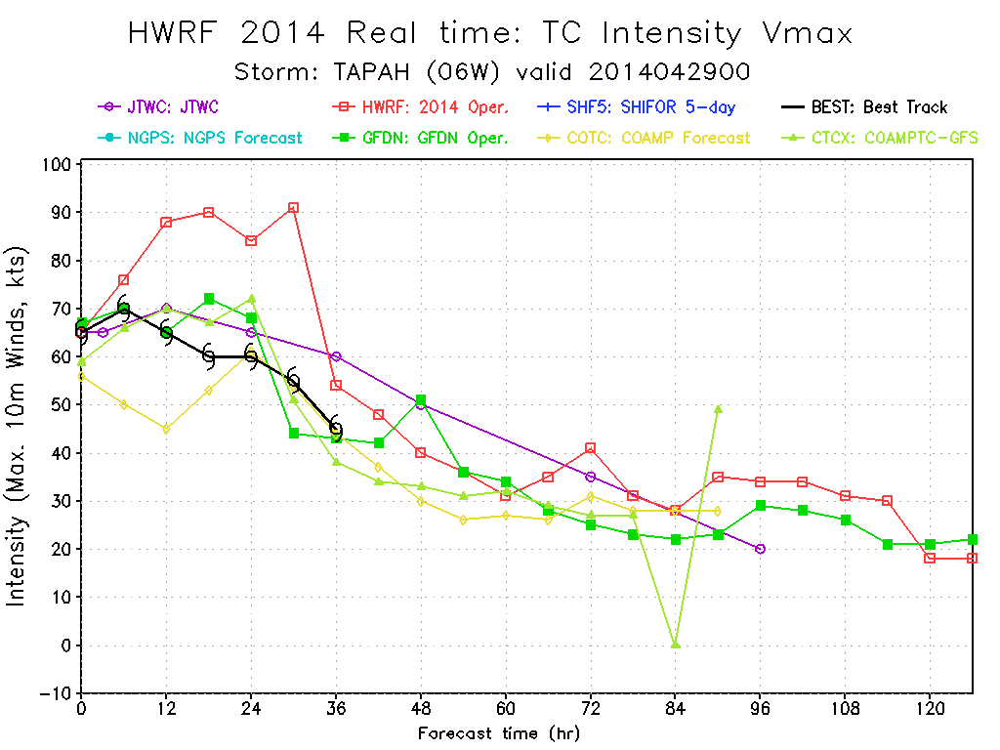 HWRF 2014 Real time: TC Intensity Vmax
Storm: TAPAH (06W) valid 2014042900
JTWC: JTWC HWRF: 2014 Oper. SHF5: SHIFOR 5-day BEST: Best Track
NGPS: NGPS Forecast GFDN: GFDN Oper. COTC: COAMP Forecast CTCX: COAMPTC-GFS
Intensity (Max. 10m Winds, kts)
100
90
80
70
60
50
40
30
20
10
0
-10
0 12 24 36 48 60 72 84 96 108 120
Forecast time (hr)